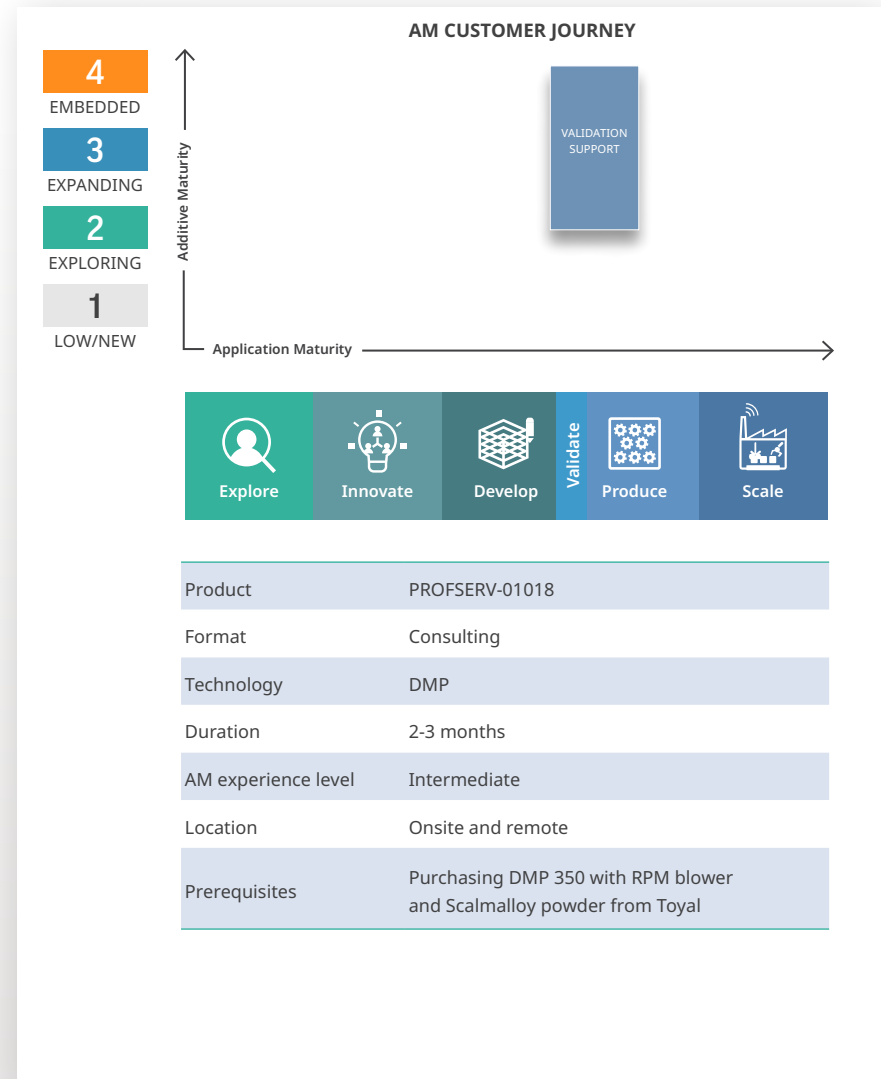 AM CUSTOMER JOURNEY
4
EMBEDDED
3
EXPANDING
2
EXPLORING
1
LOW/NEW
Additive Maturity
VALIDATION
SUPPORT
Application Maturity
Explore
Innovate
Develop
Validate
Produce
Scale
Product PROFSERV-01018
Format Consulting
Technology DMP
Duration 2-3 months
AM experience level Intermediate
Location Onsite and remote
Prerequisites Purchasing DMP 350 with RPM blower
and Scalmalloy powder from Toyal